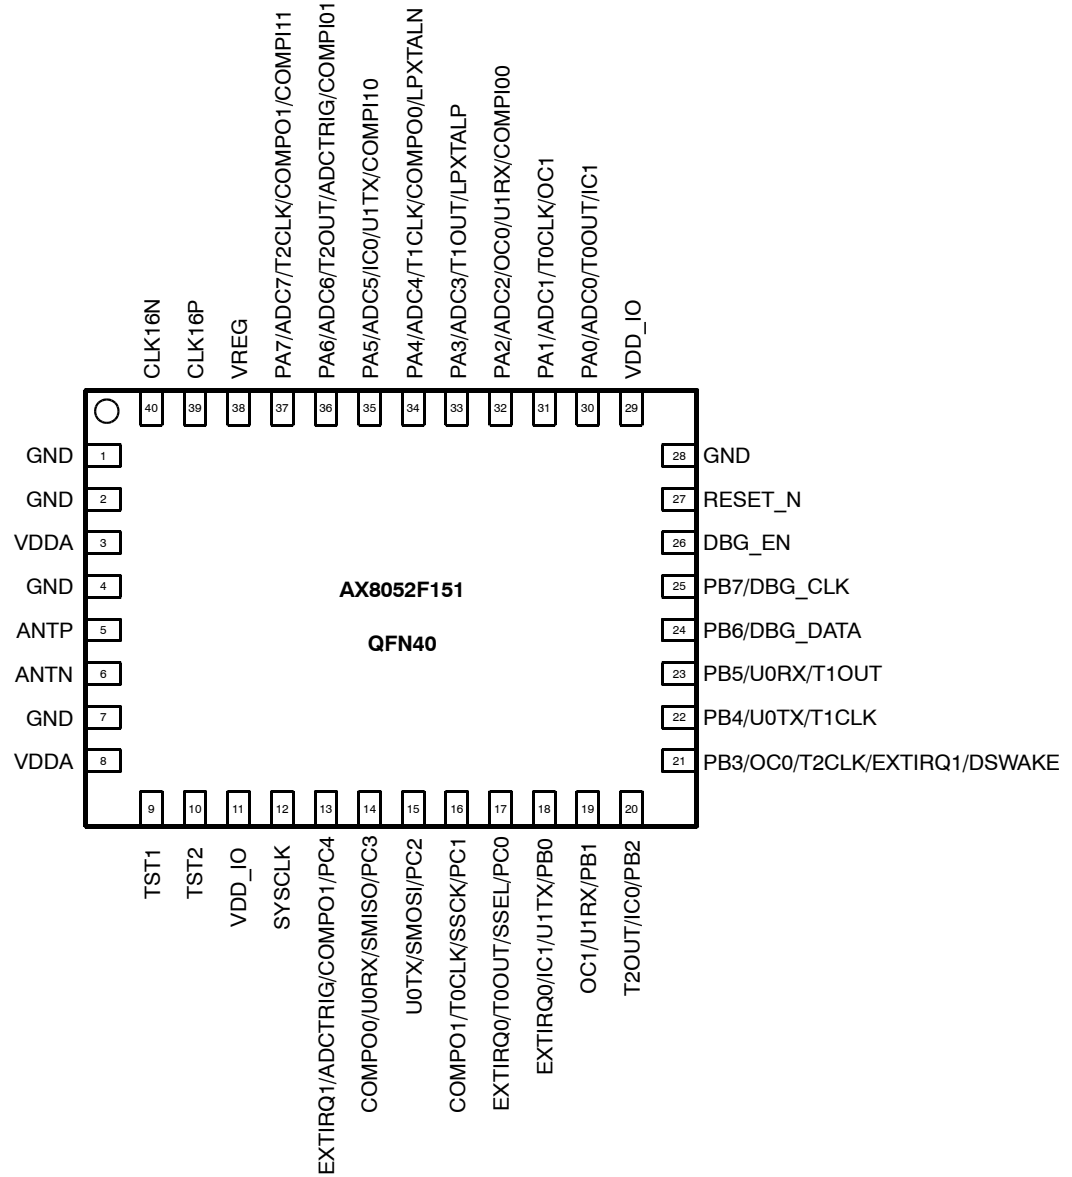 CLK16N
CLK16P
VREG
PA7/ADC7/T2CLK/COMPO1/COMPI11
PA6/ADC6/T2OUT/ADCTRIG/COMPI01
PA5/ADC5/IC0/U1TX/COMPI10
PA4/ADC4/T1CLK/COMPO0/LPXTALN
PA3/ADC3/T1OUT/LPXTALP
PA2/ADC2/OC0/U1RX/COMPI00
PA1/ADC1/T0CLK/OC1
PA0/ADC0/T0OUT/IC1
VDD_IO
40 39 38 37 36 35 34 33 32 31 30 29
GND 1
GND 2
VDDA 3
GND 4
ANTP 5
ANTN 6
GND 7
VDDA 8
AX8052F151
QFN40
28 GND
27 RESET_N
26 DBG_EN
25 PB7/DBG_CLK
24 PB6/DBG_DATA
23 PB5/U0RX/T1OUT
22 PB4/U0TX/T1CLK
21 PB3/OC0/T2CLK/EXTIRQ1/DSWAKE
9 10 11 12 13 14 15 16 17 18 19 20
TST1
TST2
VDD_IO
SYSCLK
EXTIRQ1/ADCTRIG/COMPO1/PC4
COMPO0/U0RX/SMISO/PC3
U0TX/SMOSI/PC2
COMPO1/T0CLK/SSCK/PC1
EXTIRQ0/T0OUT/SSEL/PC0
EXTIRQ0/IC1/U1TX/PB0
OC1/U1RX/PB1
T2OUT/IC0/PB2